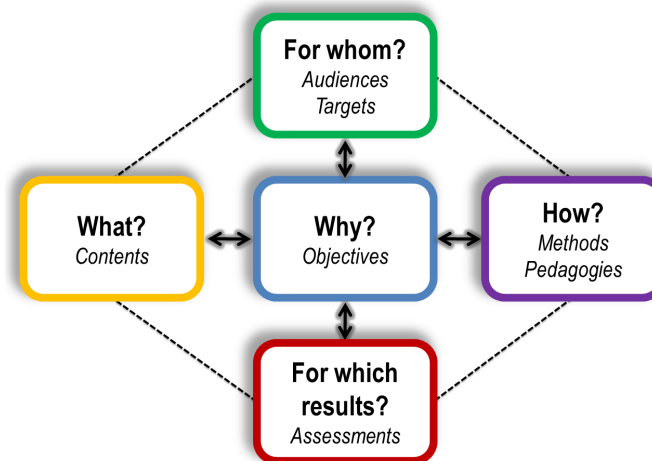 For whom?
Audiences
Targets
What?
Contents
Why?
Objectives
How?
Methods
Pedagogies
For which
results?
Assessments